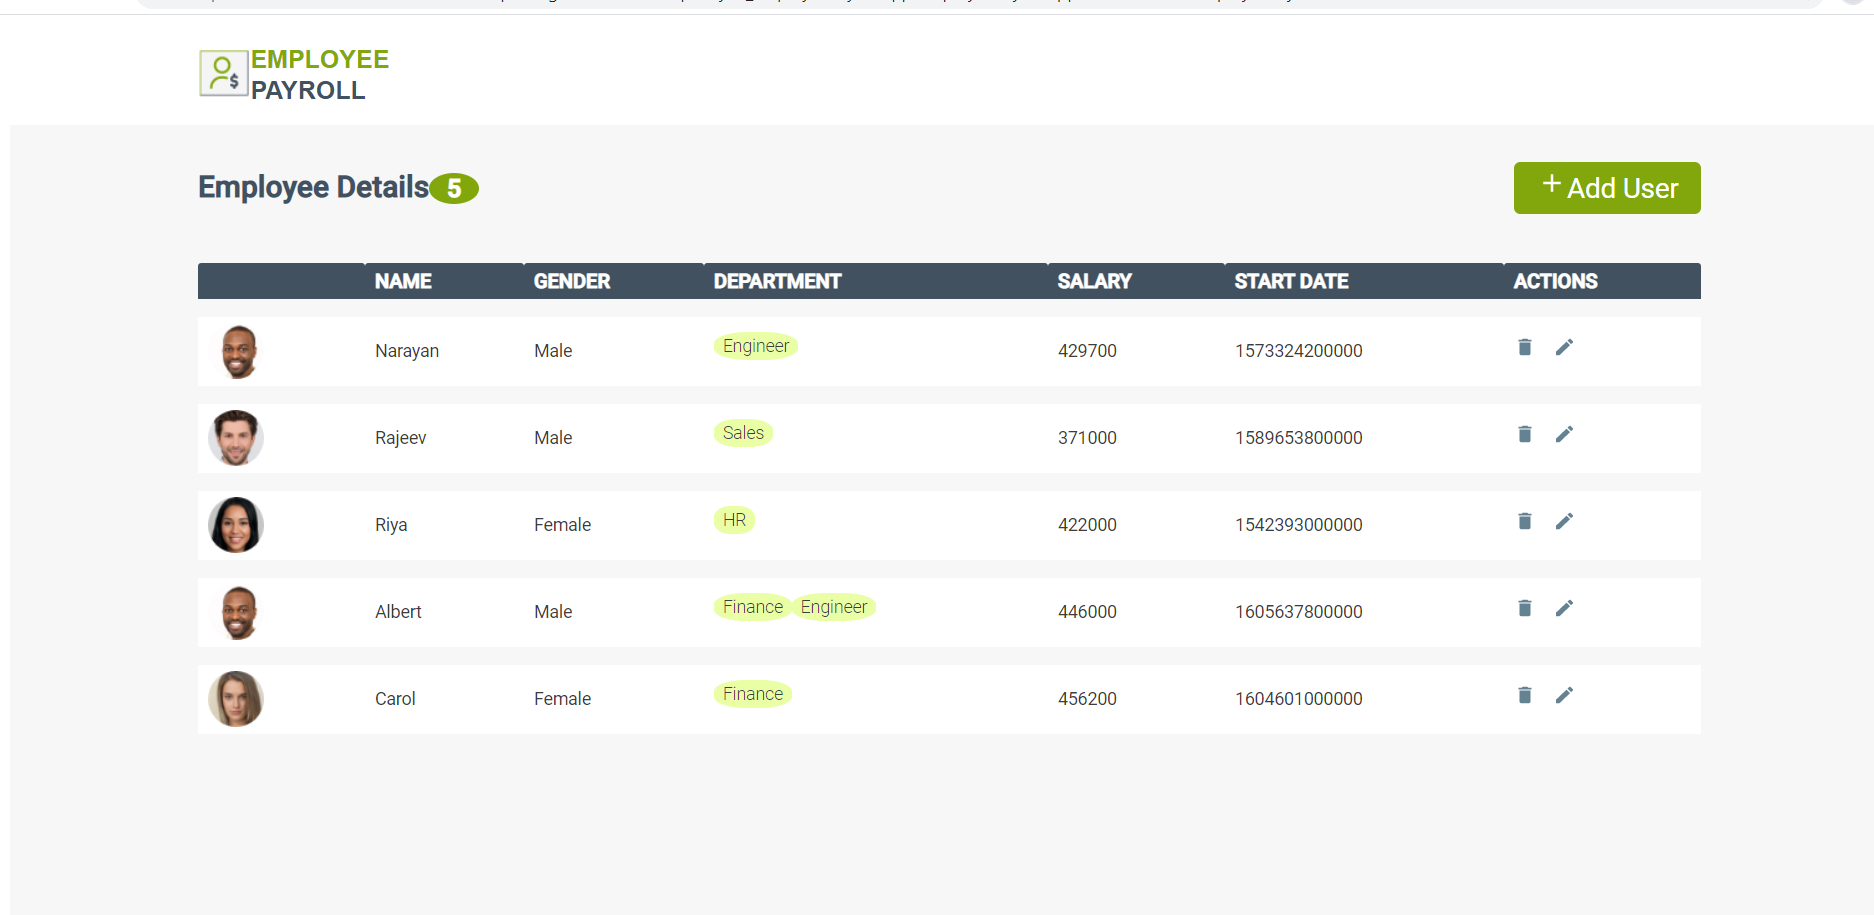 EMPLOYEE
PAYROLL
Employee Details 5
+ Add User
NAME GENDER DEPARTMENT SALARY START DATE ACTIONS
Narayan Male Engineer 429700 1573324200000
Rajeev Male Sales 371000 1589653800000
Riya Female HR 422000 1542393000000
Albert Male Finance Engineer 446000 1605637800000
Carol Female Finance 456200 1604601000000